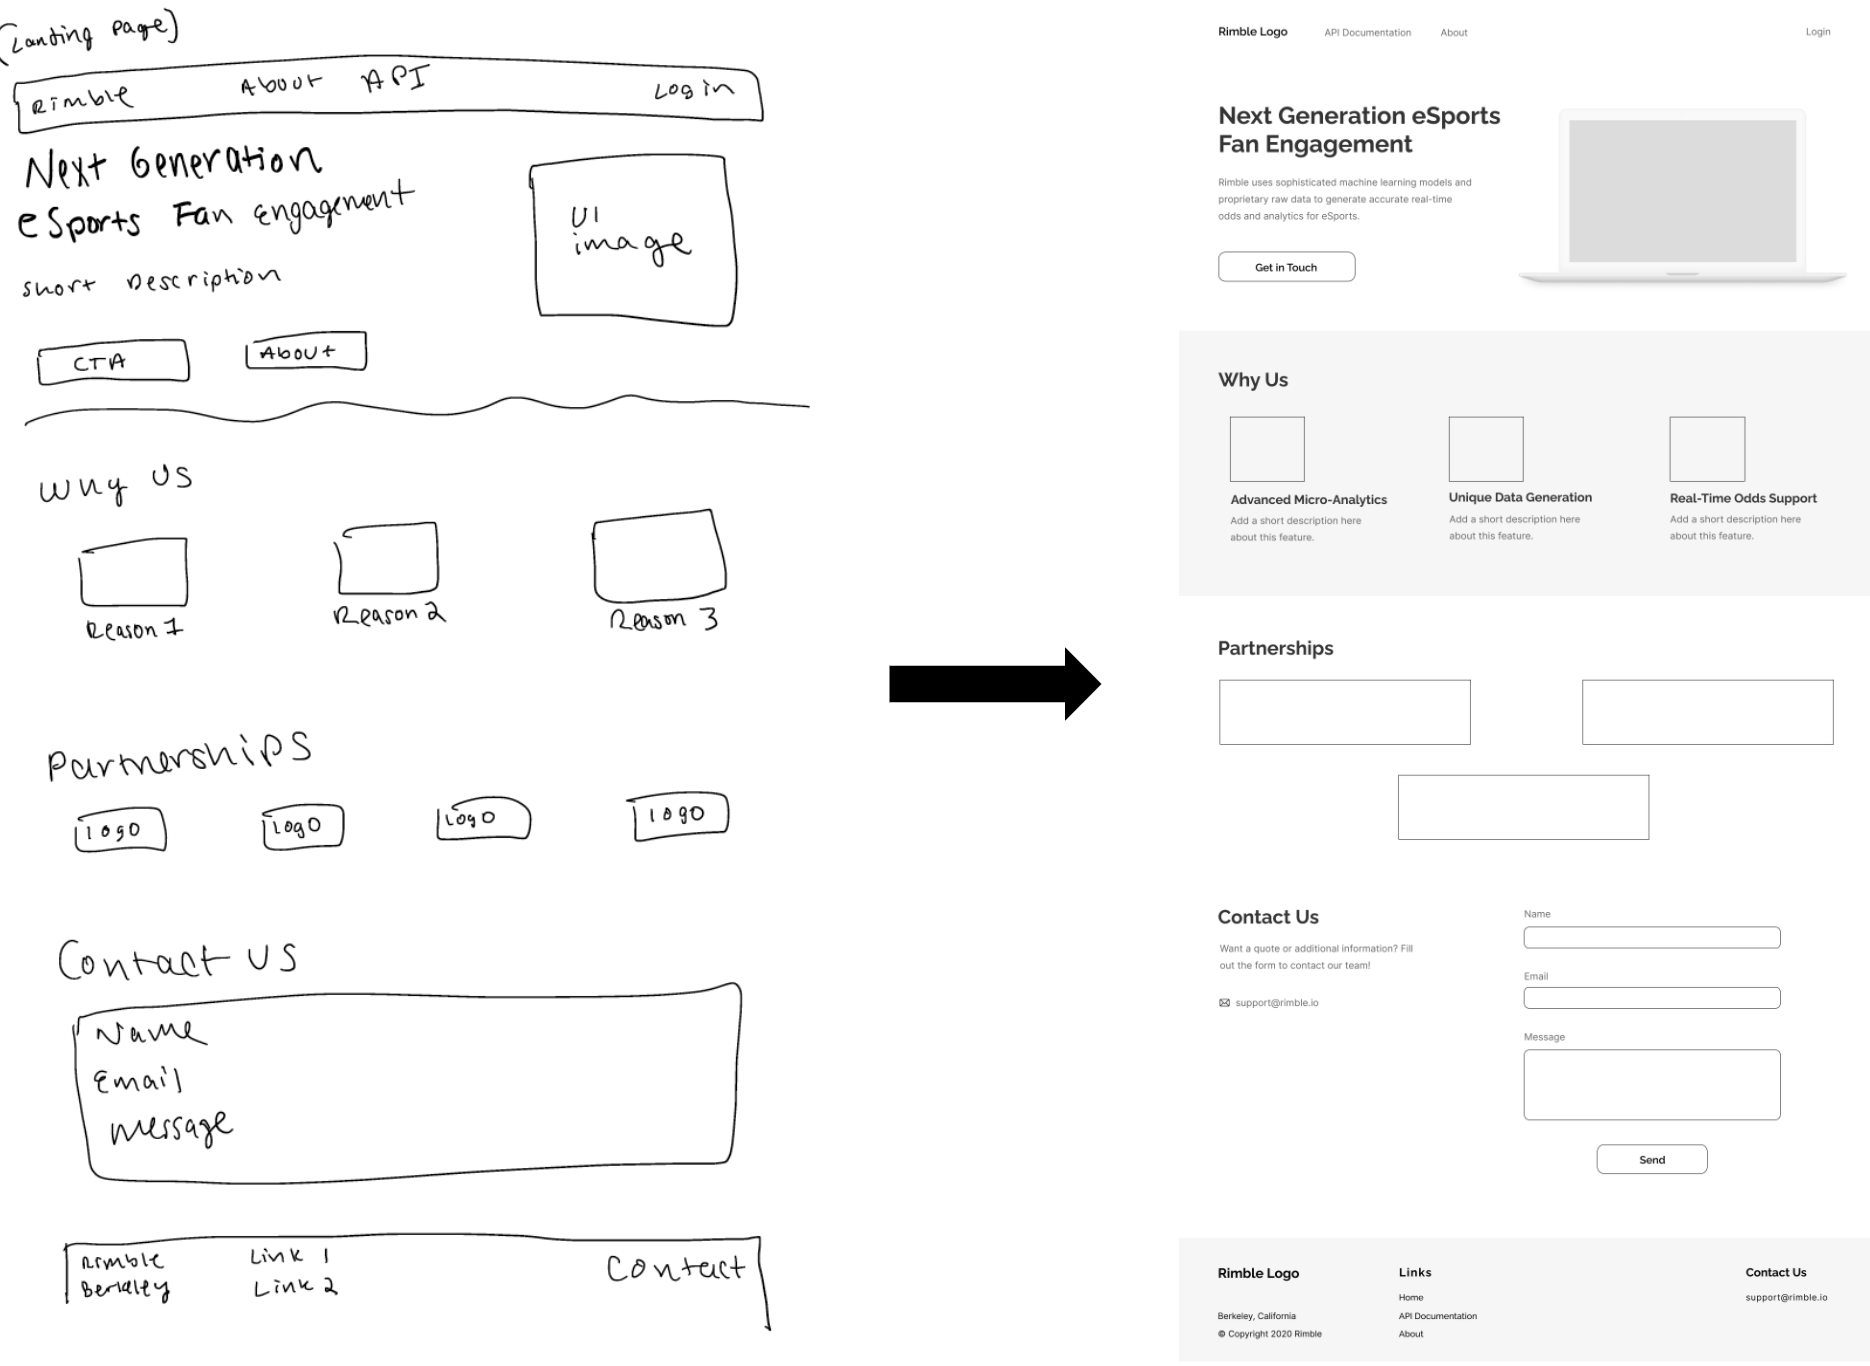 (Landing Page)
Rimble About API Login
Next Generation
eSports Fan Engagement
UI
image
Short Description
CTA About
Why Us
Reason 1 Reason 2 Reason 3
Partnerships
logo logo logo logo
Contact Us
Name
Email
Message
Rimble Link 1 Contact
Berkeley Link 2
Rimble Logo API Documentation About Login
Next Generation eSports
Fan Engagement
Rimble uses sophisticated machine learning models and
proprietary raw data to generate accurate real-time
odds and analytics for eSports.
Get in Touch
Why Us
Advanced Micro-Analytics
Add a short description here
about this feature.
Unique Data Generation
Add a short description here
about this feature.
Real-Time Odds Support
Add a short description here
about this feature.
Partnerships
Contact Us
Want a quote or additional information? Fill
out the form to contact our team!
support@rimble.io
Name
Email
Message
Send
Rimble Logo
Berkeley, California
© Copyright 2020 Rimble
Links
Home
API Documentation
About
Contact Us
support@rimble.io